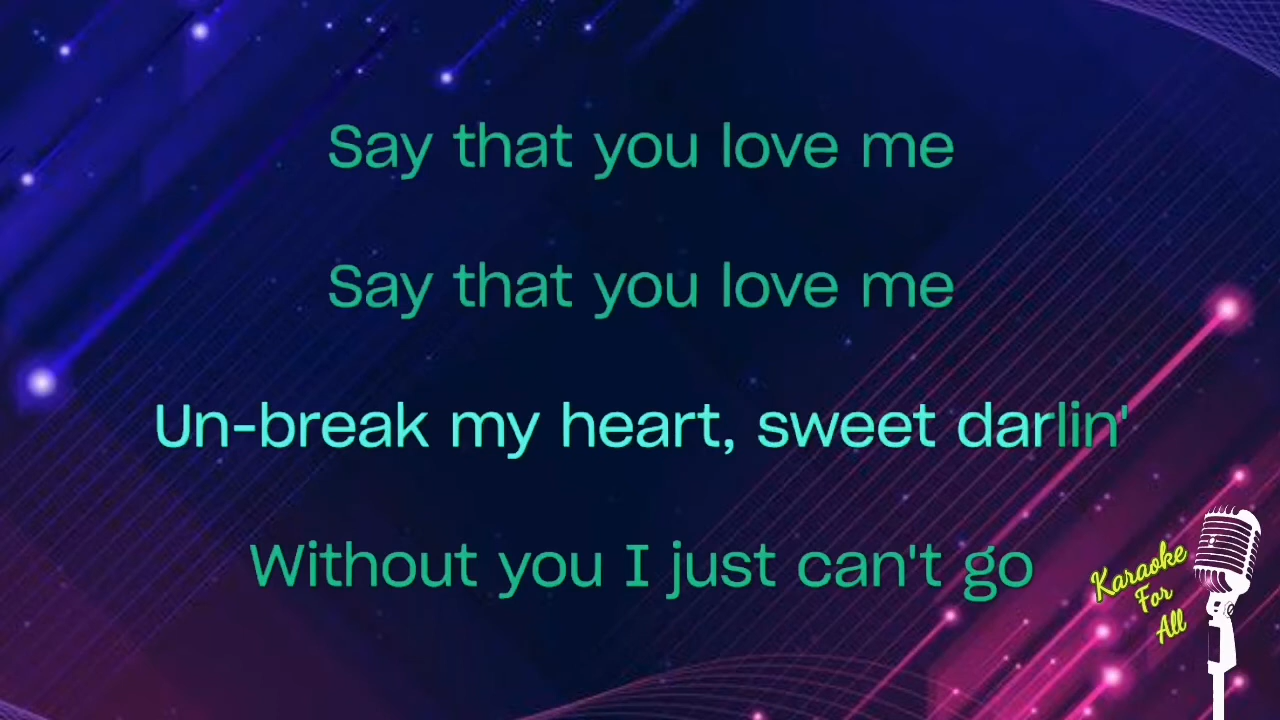 Say that you love me
Say that you love me
Un-break my heart, sweet darlin'
Without you I just can't go
Karaoke
For
All